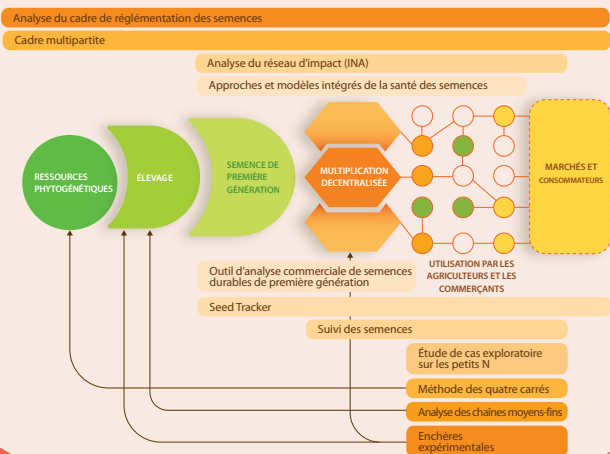 Analyse du cadre de réglémentation des semences
Cadre multipartite
Analyse du réseau d'impact (INA)
Approches et modèles intégrés de la santé des semences
RESSOURCES
PHYTOGÉNÉTIQUES
ÉLEVAGE
SEMENCE DE
PREMIÈRE
GÉNÉRATION
MULTIPLICATION
DECENTRALISÉE
MARCHÉS ET
CONSOMMATEURS
UTILISATION PAR LES
AGRICULTEURS ET LES
COMMERÇANTS
Outil d'analyse commerciale de semences
durables de première génération
Seed Tracker
Suivi des semences
Étude de cas exploratoire
sur les petits N
Méthode des quatre carrés
Analyse des chaînes moyens-fins
Enchères
expérimentales